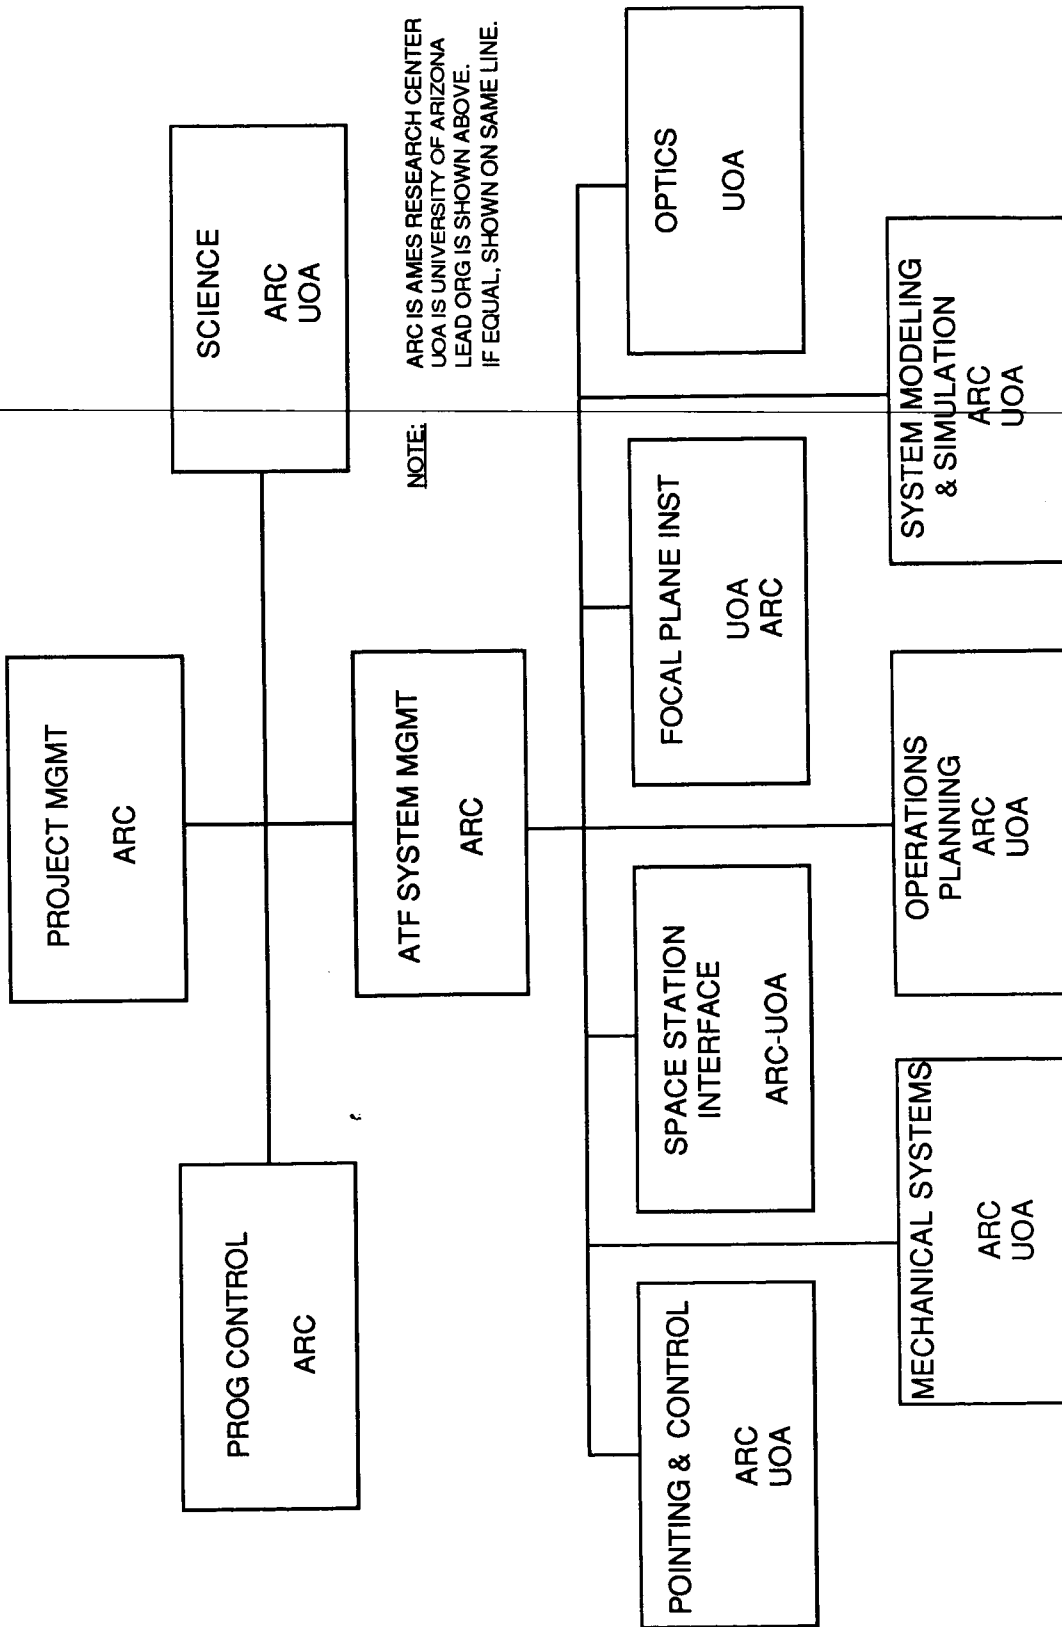 PROJECT MGMT
ARC
PROG CONTROL
ARC
SCIENCE
ARC
UOA
ATF SYSTEM MGMT
ARC
NOTE:
ARC IS AMES RESEARCH CENTER
UOA IS UNIVERSITY OF ARIZONA
LEAD ORG IS SHOWN ABOVE.
IF EQUAL, SHOWN ON SAME LINE.
POINTING & CONTROL
ARC
UOA
SPACE STATION
INTERFACE
ARC-UOA
FOCAL PLANE INST
UOA
ARC
OPTICS
UOA
MECHANICAL SYSTEMS
ARC
UOA
OPERATIONS
PLANNING
ARC
UOA
SYSTEM MODELING
& SIMULATION
ARC
UOA